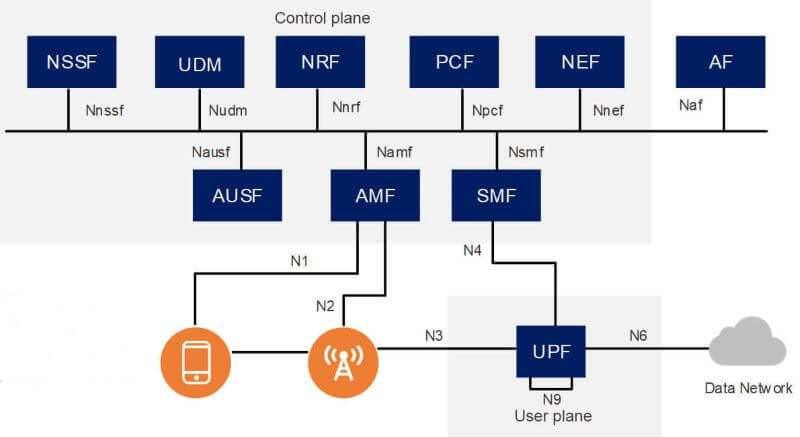 Control plane
NSSF
UDM
NRF
PCF
NEF
AF
Nnssf
Nudm
Nnrf
Npcf
Nnef
Naf
Nausf
Namf
Nsmf
AUSF
AMF
SMF
N1
N4
N2
N3
UPF
N6
N9
Data Network
User plane